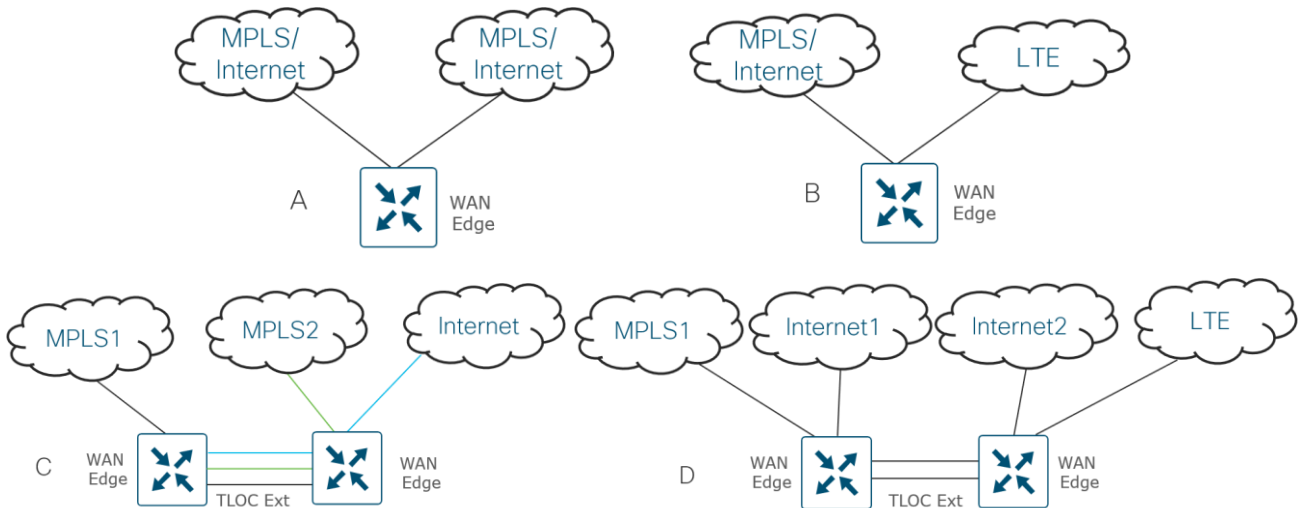 MPLS/
Internet
MPLS/
Internet
MPLS/
Internet
LTE
A
WAN
Edge
B
WAN
Edge
MPLS1
MPLS2
Internet
MPLS1
Internet1
Internet2
LTE
C
WAN
Edge
TLOC Ext
WAN
Edge
D
WAN
Edge
TLOC Ext
WAN
Edge